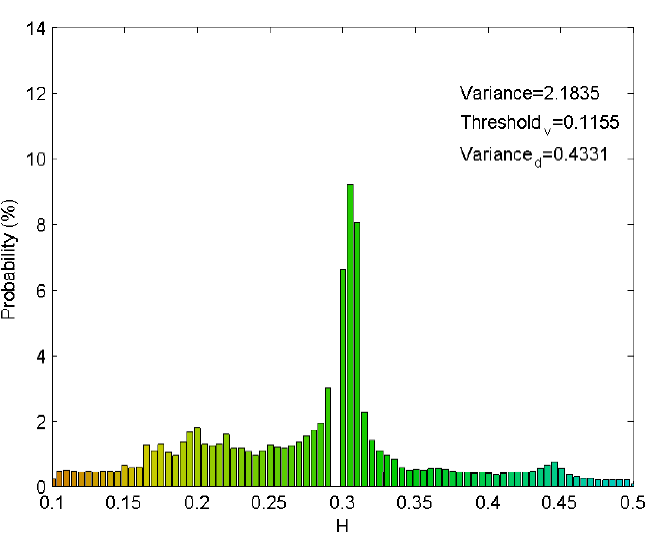 14
12
10
8
6
4
2
0
Probability (%)
Variance=2.1835
Threshold_v=0.1155
Variance_d=0.4331
0.1 0.15 0.2 0.25 0.3 0.35 0.4 0.45 0.5
H